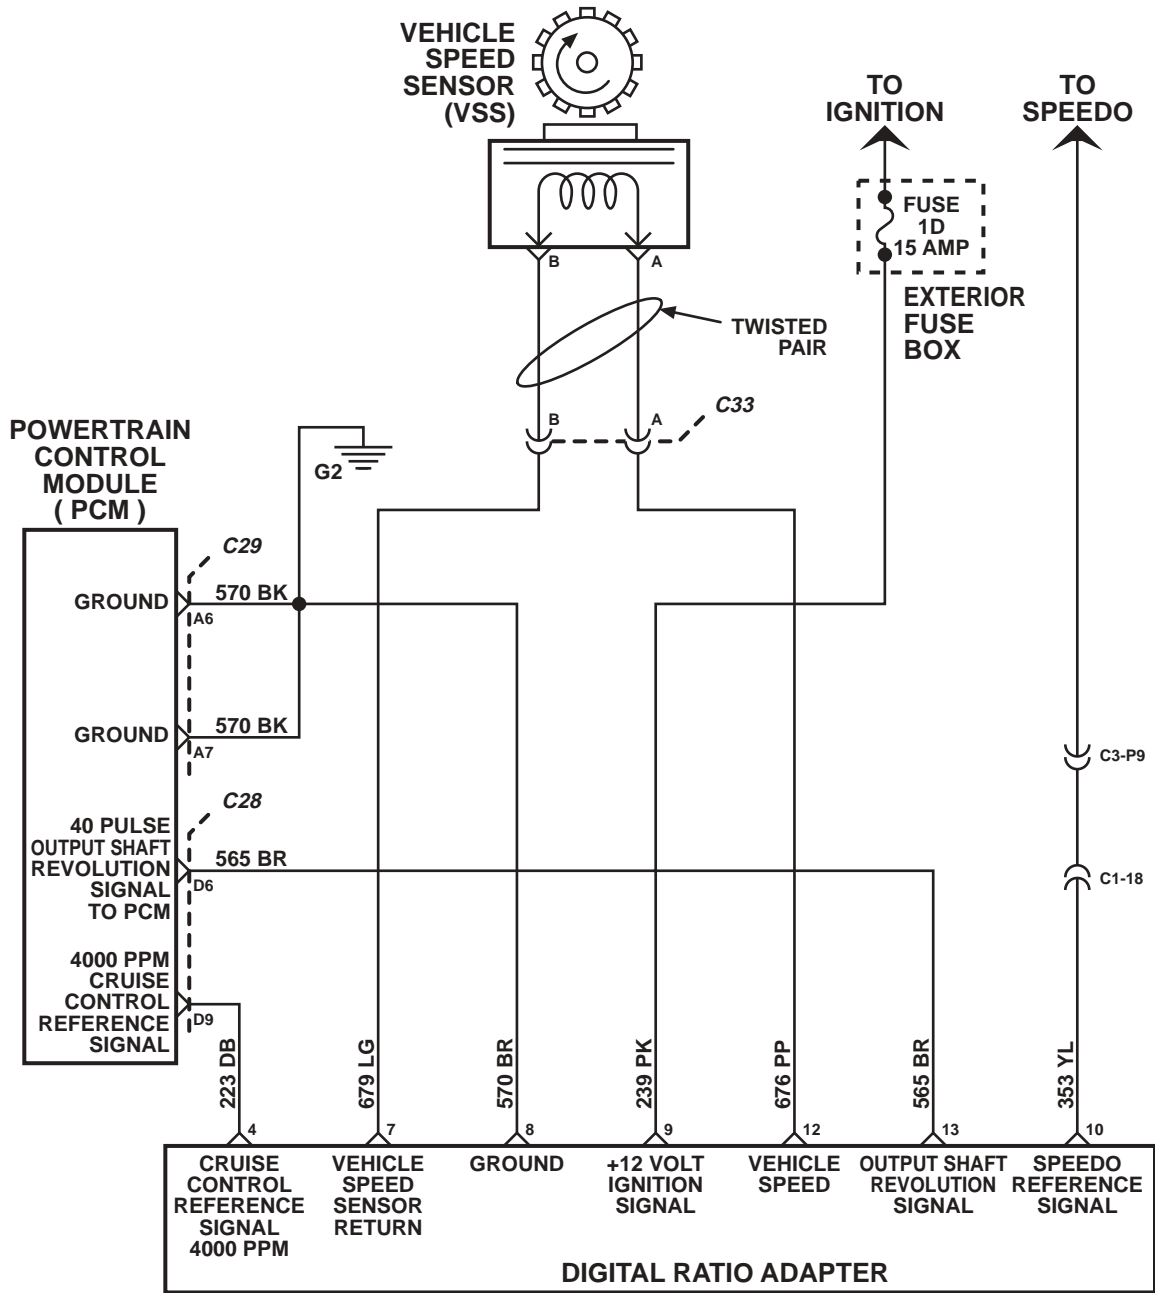 VEHICLE
SPEED
SENSOR
(VSS)
TO
IGNITION
TO
SPEEDO
FUSE
1D
15 AMP
EXTERIOR
FUSE
BOX
B
A
TWISTED
PAIR
B
A
C33
POWERTRAIN
CONTROL
MODULE
( PCM )
G2
C29
GROUND
570 BK
A6
GROUND
570 BK
A7
C3-P9
C28
40 PULSE
OUTPUT SHAFT
REVOLUTION
SIGNAL
TO PCM
565 BR
D6
C1-18
4000 PPM
CRUISE
CONTROL
REFERENCE
SIGNAL
D9
223 DB
679 LG
570 BR
239 PK
676 PP
565 BR
353 YL
4
7
8
9
12
13
10
CRUISE
CONTROL
REFERENCE
SIGNAL
4000 PPM
VEHICLE
SPEED
SENSOR
RETURN
GROUND
+12 VOLT
IGNITION
SIGNAL
VEHICLE
SPEED
OUTPUT SHAFT
REVOLUTION
SIGNAL
SPEEDO
REFERENCE
SIGNAL
DIGITAL RATIO ADAPTER